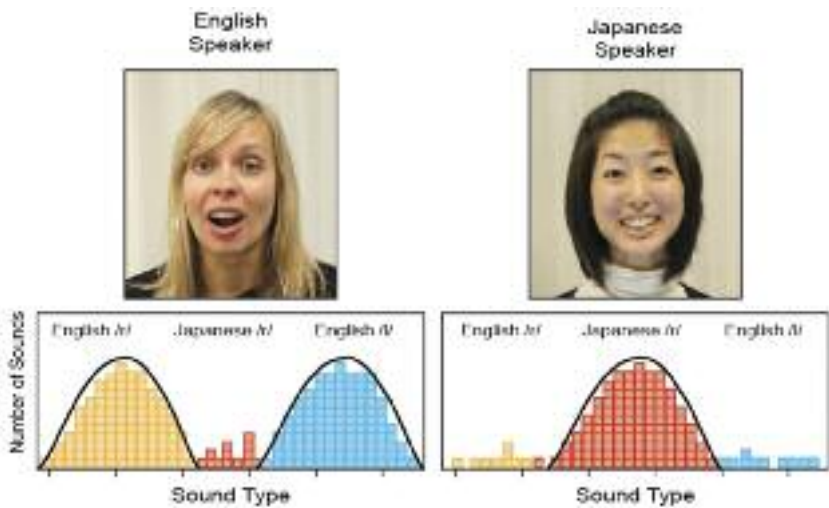 English
Speaker
Japanese
Speaker
English /r/ Japanese /r/ English /l/
English /r/ Japanese /r/ English /l/
Number of Sounds
Sound Type
Sound Type